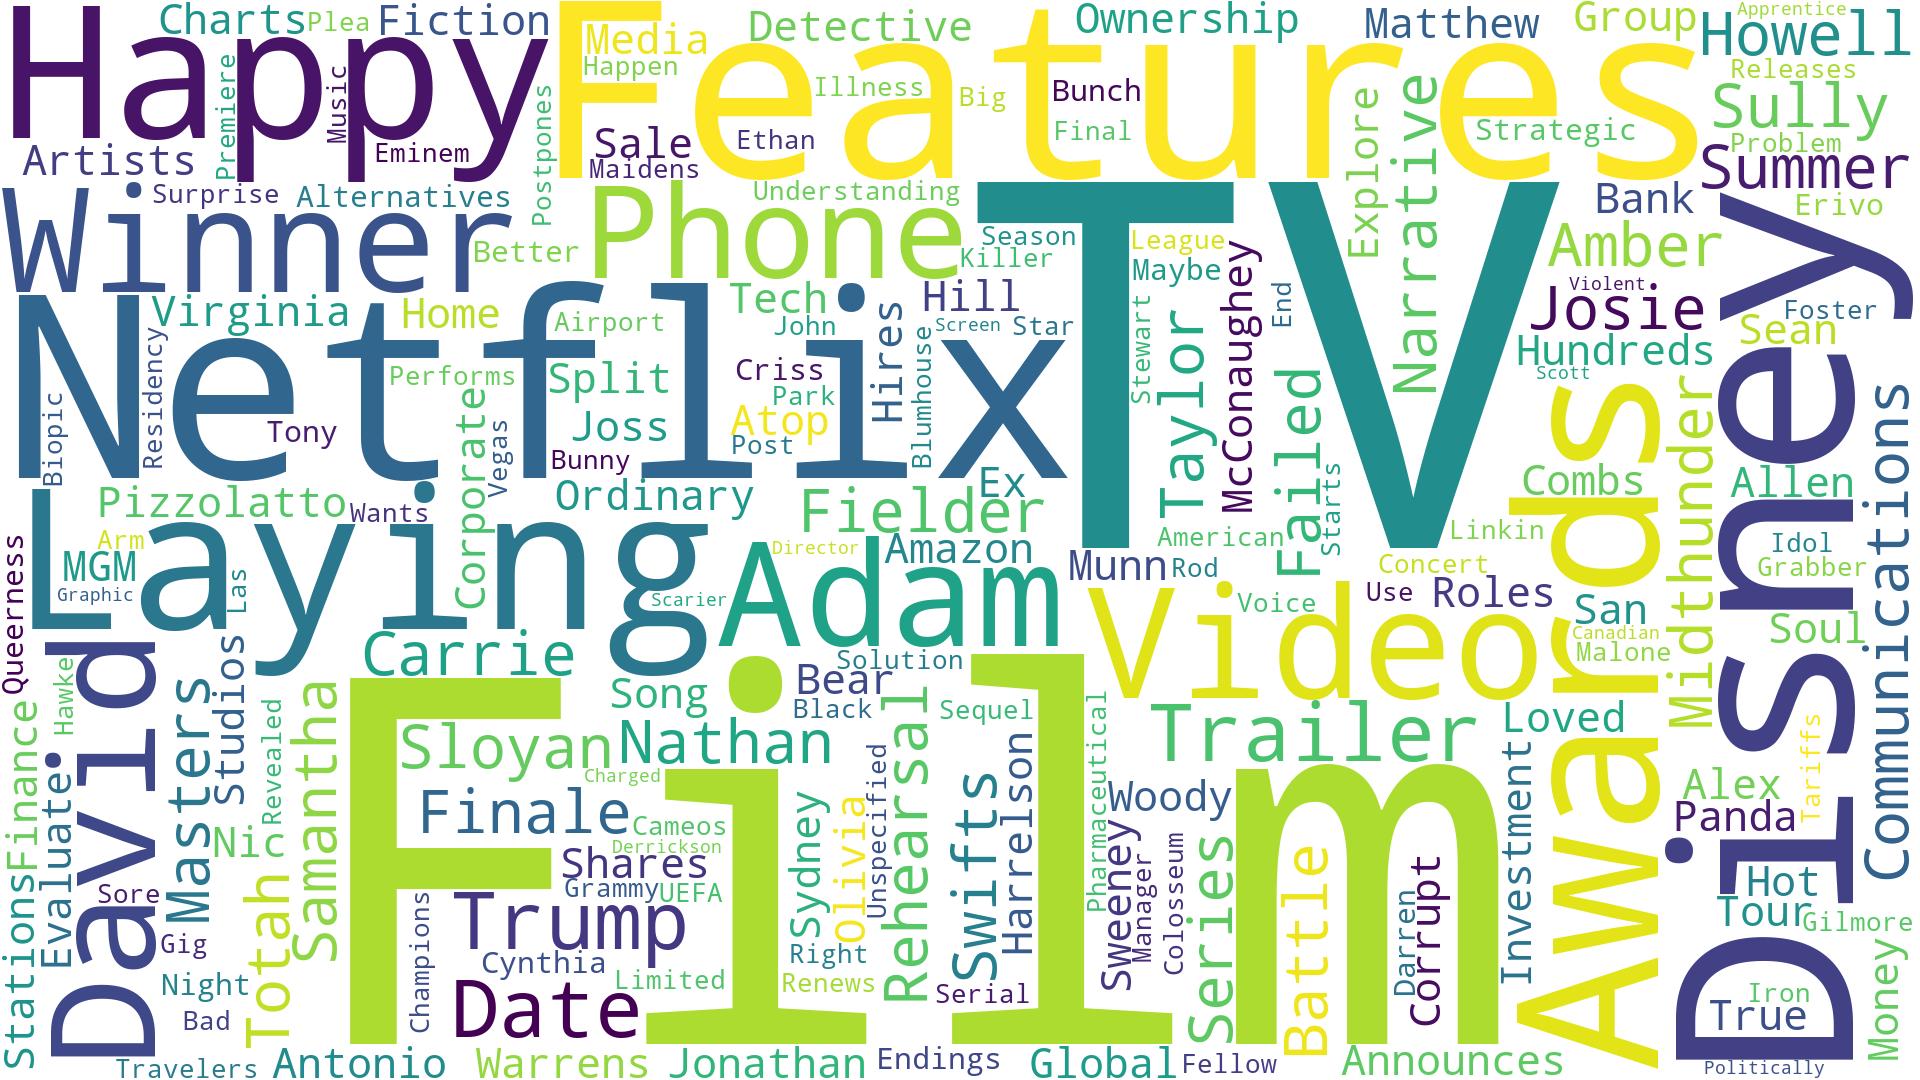 Happy
Features
Charts
Plea
Fiction
Media
Happen
Detective
Ownership
Matthew
Group
Apprentice
Howell
Releases
Premiere
Music
Eminem
Postpones
Illness
Big
Bunch
Final
Ethan
Sale
Maidens
Explore
Narrative
Strategic
Sully
Problem
Summer
Artists
Surprise
Alternatives
Understanding
Winner
Phone
Better
TV
Season
Killer
League
Maybe
McConaughey
Bank
Erivo
Amber
Violent
Josie
Foster
Sean
Disney
Netflix
Virginia
Home
Airport
Tech
John
Hill
Screen
Star
Hires
Blumhouse
Stewart
Taylor
End
Failed
Starts
Hundreds
Scott
Biopic
Residency
Tony
Performs
Split
Criss
Park
Joss
Atop
Post
Bunny
Corporate
Vegas
Ordinary
Ex
Combs
Midthunder
Allen
Communications
Laying
Pizzolatto
Wants
Fielder
American
Linkin
Arm
MGM
Graphic
Las
Queerness
Director
Amazon
Adam
Scarier
Munn
Rod
Concert
Use
Roles
Idol
Grabber
San
Canadian
Malone
Soul
Awards
Video
Voice
David
Hawke
Studios
Carrie
Solution
Bear
Black
Song
Sequel
Film
Pharmaceutical
Trailer
Loved
Tariffs
Finance
Stations
Evaluate
Masters
Revealed
Samantha
Sloyan
Nathan
Charged
Unspecified
Rehearsal
Swifts
Harrelson
Woody
Investment
Alex
Panda
Nic
Finale
Cameos
Derrickson
Shares
Grammy
UEFA
Sydney
Olivia
Sweeney
Manager
Colosseum
Series
Battle
Darren
Corrupt
Hot
Tour
Gilmore
Sore
Gig
Totah
Champions
Trump
Cynthia
Right
Night
Bad
Date
Limited
Renews
Serial
Iron
True
Money
Travelers
Antonio
Warrens
Jonathan
Endings
Global
Fellow
Announces
Politically